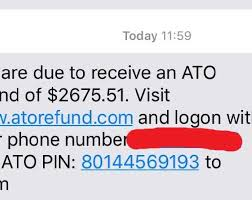 Today 11:59
are due to receive an ATO
nd of $2675.51. Visit
w.atorefund.com and logon wit
r phone number
ATO PIN: 80144569193 to
m